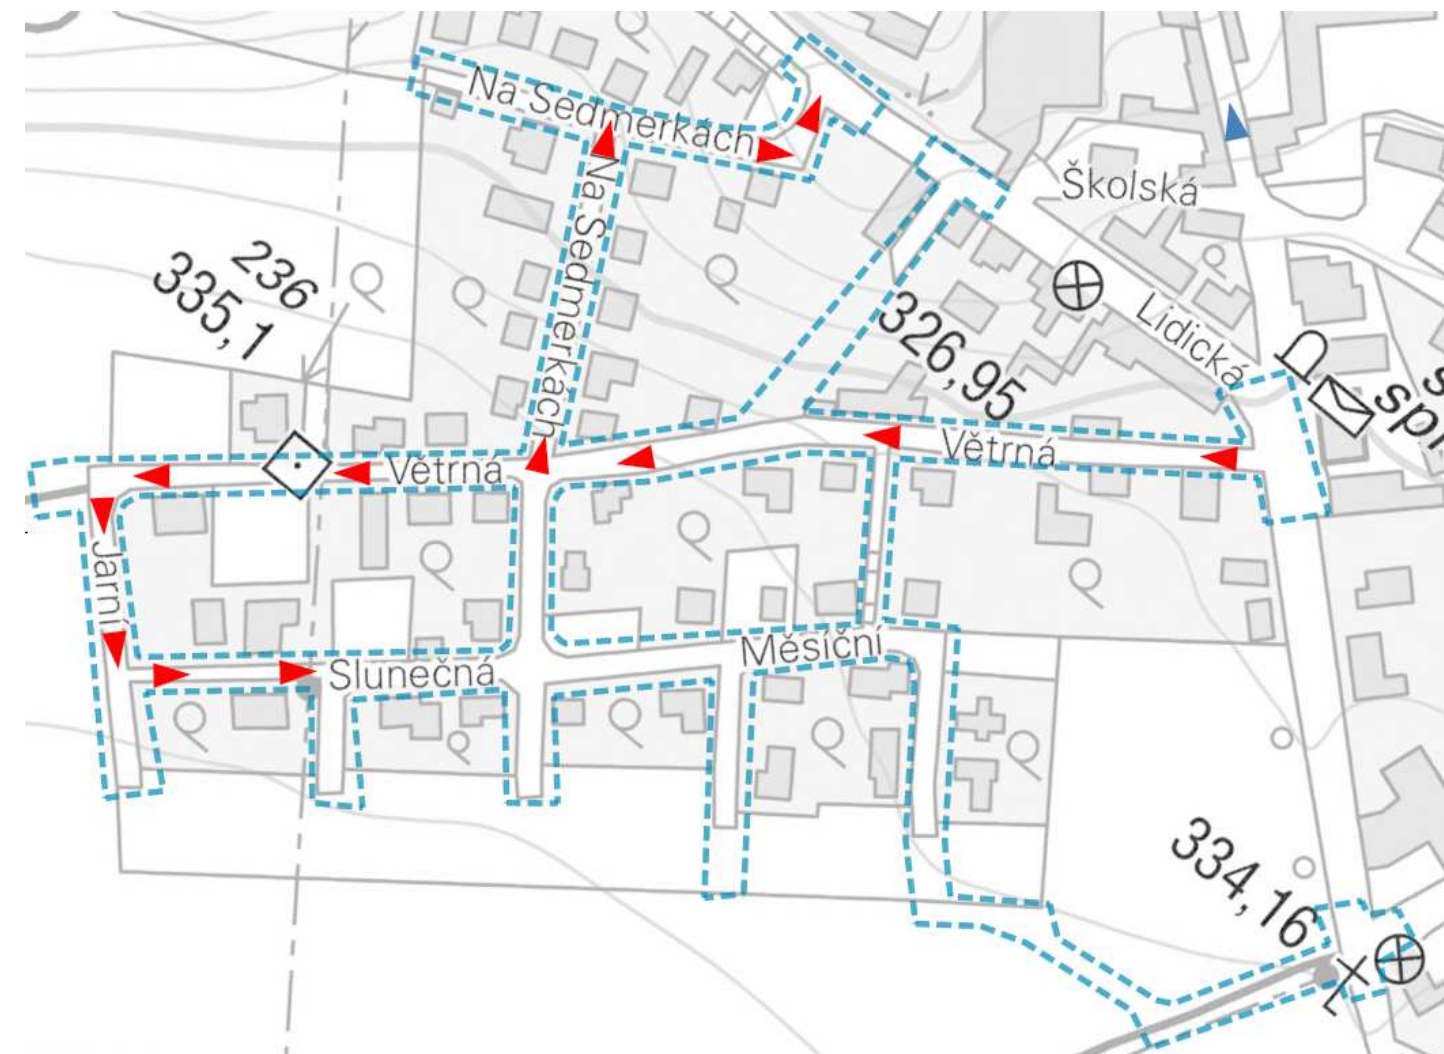 Na Sedmerkách
Školská
Na Sedmerkách
236
335,1
326,95
Lidická
Větrná
Větrná
Jarní
Měsíční
Slunečná
334,16